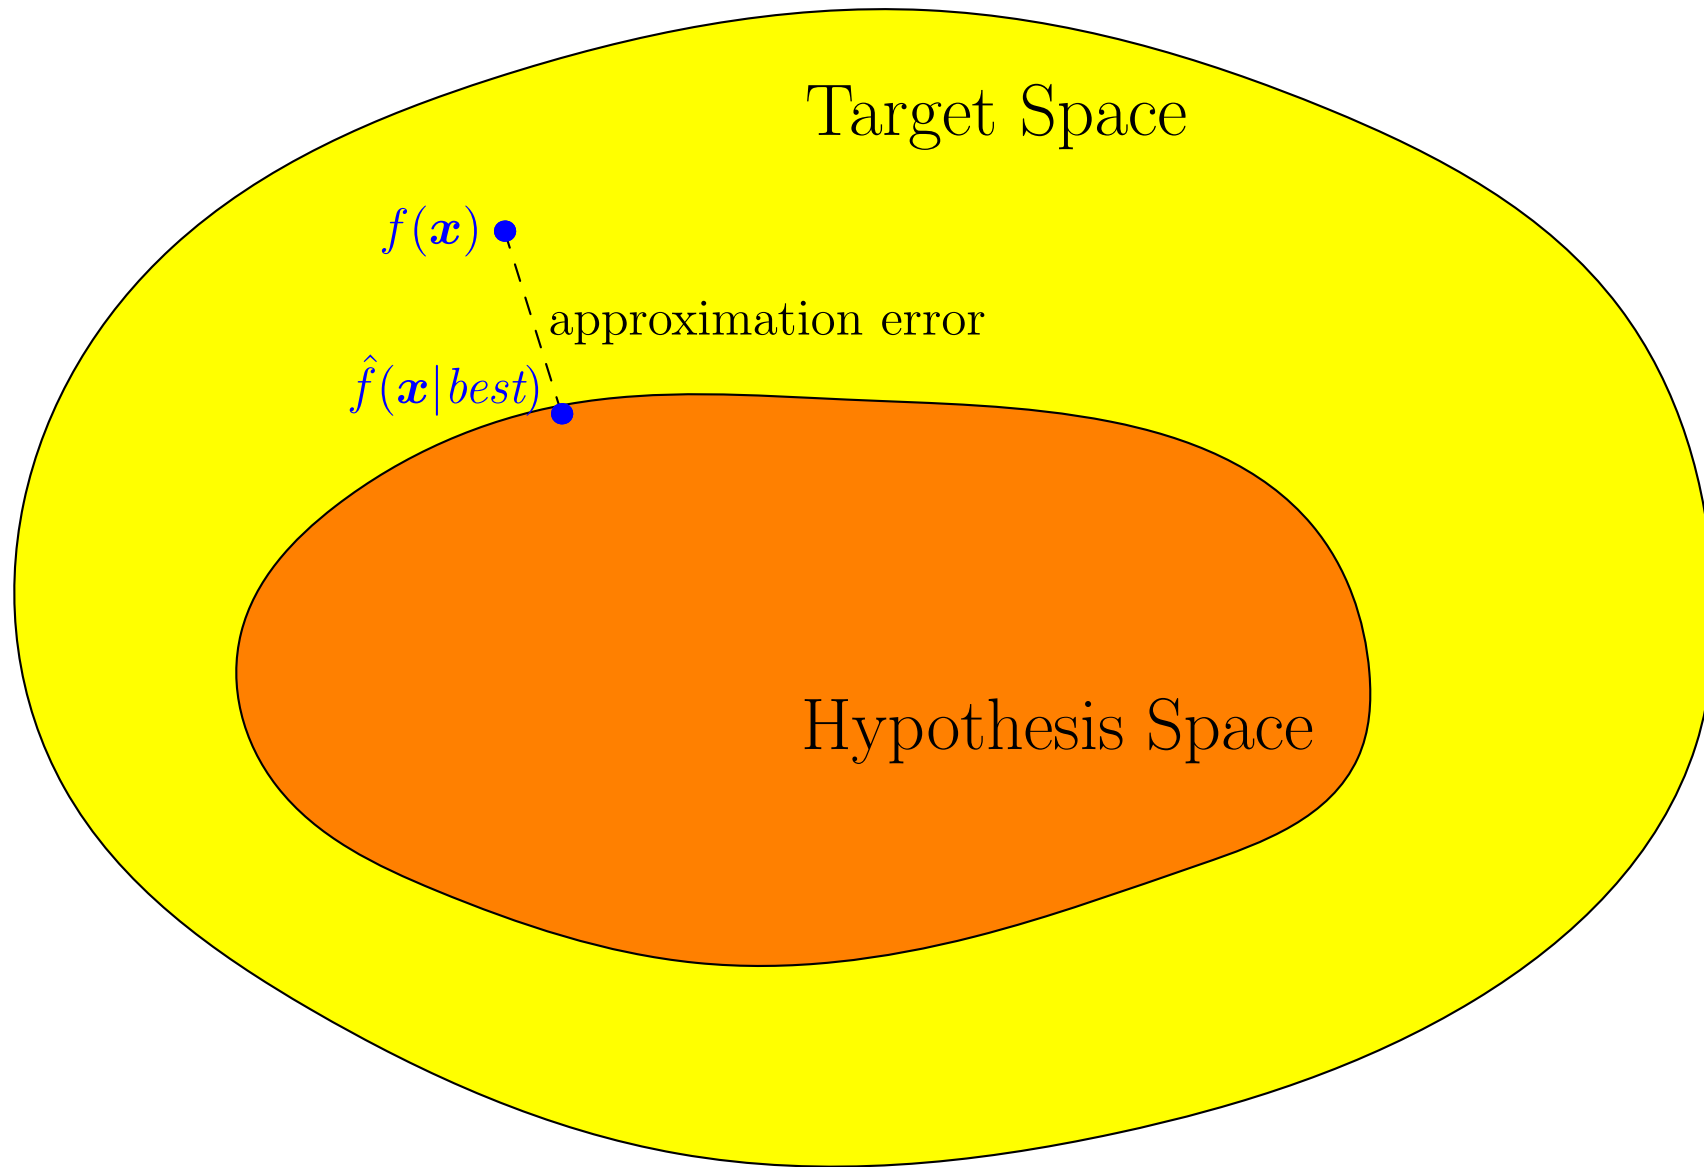 Target Space
f(x)
approximation error
f̂(x|best)
Hypothesis Space